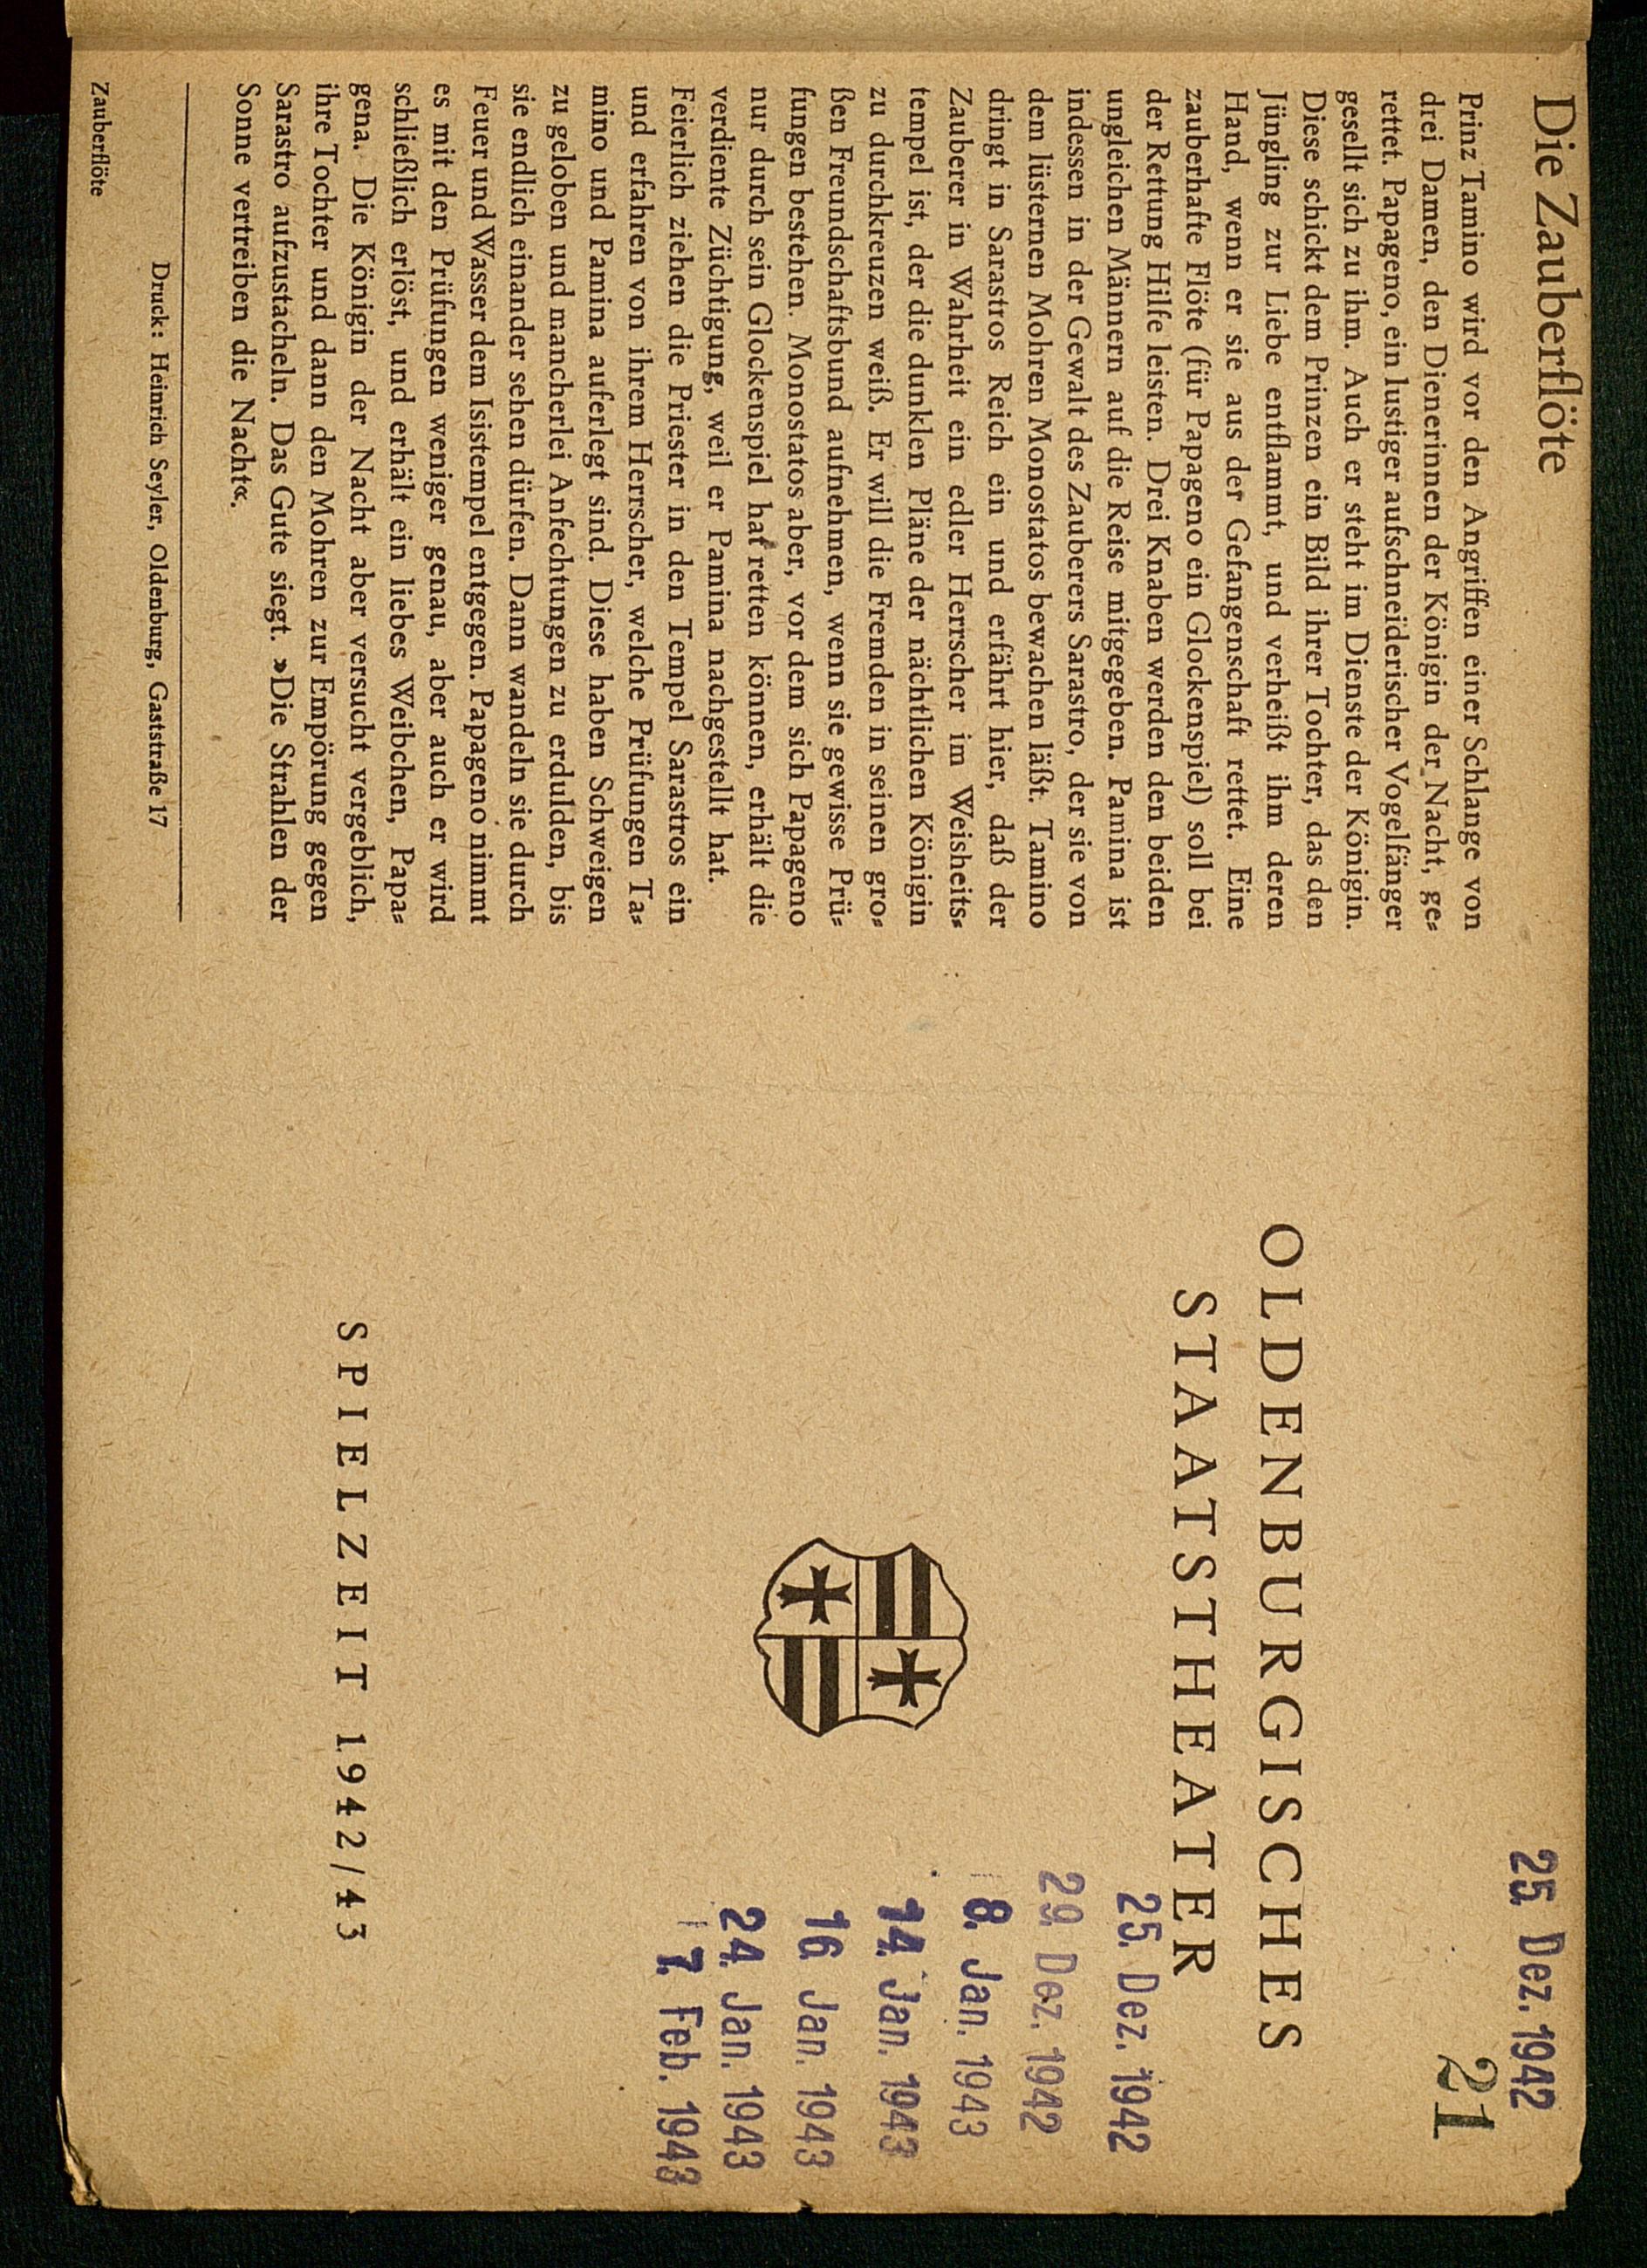 Die Zauberflöte
Prinz Tamino wird vor den Angriffen einer Schlange von
drei Damen, den Dienerinnen der Königin der Nacht, ge-
rettet. Papageno, ein lustiger aufschneiderischer Vogelfänger
gesellt sich zu ihm. Auch er steht im Dienste der Königin.
Diese schickt dem Prinzen ein Bild ihrer Tochter, das den
Jüngling zur Liebe entflammt, und verheißt ihm deren
Hand, wenn er sie aus der Gefangenschaft rettet. Eine
zauberhafte Flöte (für Papageno ein Glockenspiel) soll bei
der Rettung Hilfe leisten. Drei Knaben werden den beiden
ungleichen Männern auf die Reise mitgegeben. Pamina ist
indessen in der Gewalt des Zauberers Sarastro, der sie von
dem lüsternen Mohren Monostatos bewachen läßt. Tamino
dringt in Sarastros Reich ein und erfährt hier, daß der
Zauberer in Wahrheit ein edler Herrscher im Weisheits-
tempel ist, der die dunklen Pläne der nächtlichen Königin
zu durchkreuzen weiß. Er will die Fremden in seinen gro-
ßen Freundschaftsbund aufnehmen, wenn sie gewisse Prü-
fungen bestehen. Monostatos aber, vor dem sich Papageno
nur durch sein Glockenspiel hat retten können, erhält die
verdiente Züchtigung, weil er Pamina nachgestellt hat.
Feierlich ziehen die Priester in den Tempel Sarastros ein
und erfahren von ihrem Herrscher, welche Prüfungen Ta-
mino und Pamina auferlegt sind. Diese haben Schweigen
zu geloben und mancherlei Anfechtungen zu erdulden, bis
sie endlich einander sehen dürfen. Dann wandeln sie durch
Feuer und Wasser dem Isistempel entgegen. Papageno nimmt
es mit den Prüfungen weniger genau, aber auch er wird
schließlich erlöst, und erhält ein liebes Weibchen, Papa-
gena. Die Königin der Nacht aber versucht vergeblich,
ihre Tochter und dann den Mohren zur Empörung gegen
Sarastro aufzustacheln. Das Gute siegt. »Die Strahlen der
Sonne vertreiben die Nacht«.
Druck: Heinrich Seyler, Oldenburg, Gaststraße 17
Zauberflöte
25. Dez. 1942
21
OLDENBURGISCHES
STAATSTHEATER
25. Dez. 1942
29. Dez. 1942
8. Jan. 1943
14. Jan. 1943
16. Jan. 1943
24. Jan. 1943
7. Feb. 1943
SPIELZEIT 1942/43